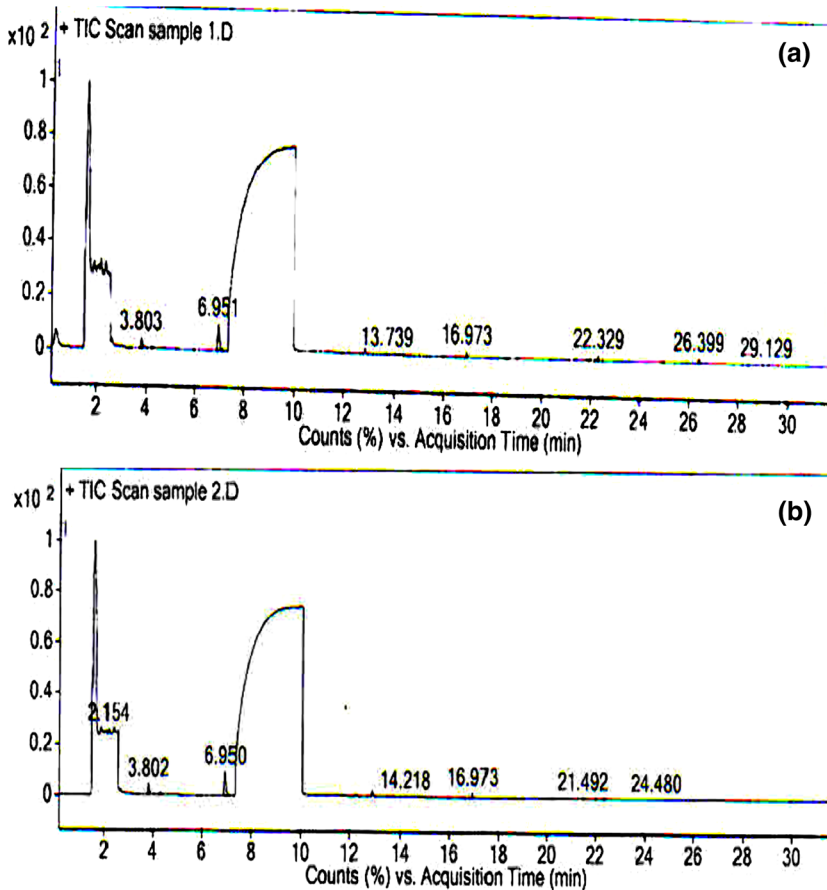 x10 2
+ TIC Scan sample 1.D
(a)
1
0.8
0.6
0.4
0.2
0
3.803
6.951
13.739
16.973
22.329
26.399
29.129
2 4 6 8 10 12 14 16 18 20 22 24 26 28 30
Counts (%) vs. Acquisition Time (min)
x10 2
+ TIC Scan sample 2.D
(b)
1
0.8
0.6
0.4
0.2
0
2.154
3.802
6.950
14.218
16.973
21.492
24.480
2 4 6 8 10 12 14 16 18 20 22 24 26 28 30
Counts (%) vs. Acquisition Time (min)